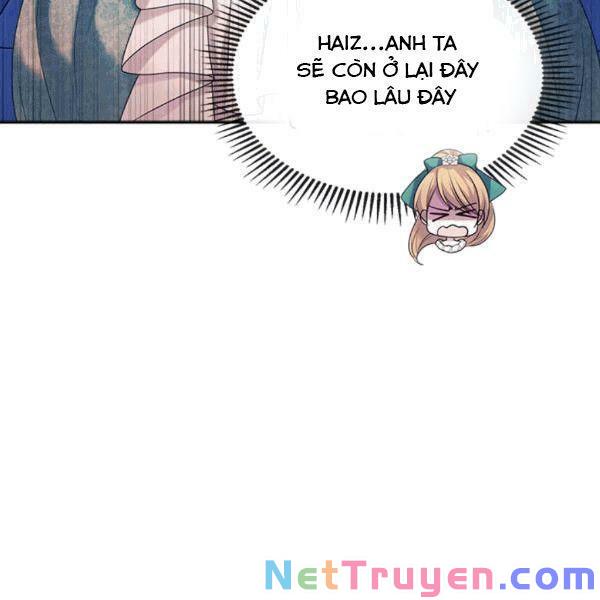 HAIZ...ANH TA
SẼ CÒN Ở LẠI ĐÂY
BAO LÂU ĐÂY
NetTruyen.com